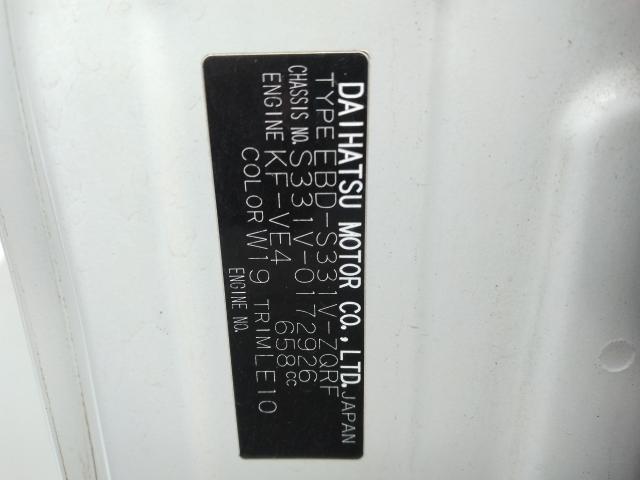 DAIHATSU MOTOR CO., LTD. JAPAN
TYPE EBD-S331V-ZQRF
CHASSIS NO. S331V-0172926
ENGINE KF-VE4 658cc
COLOR W19 TRIM LE10
ENGINE NO.